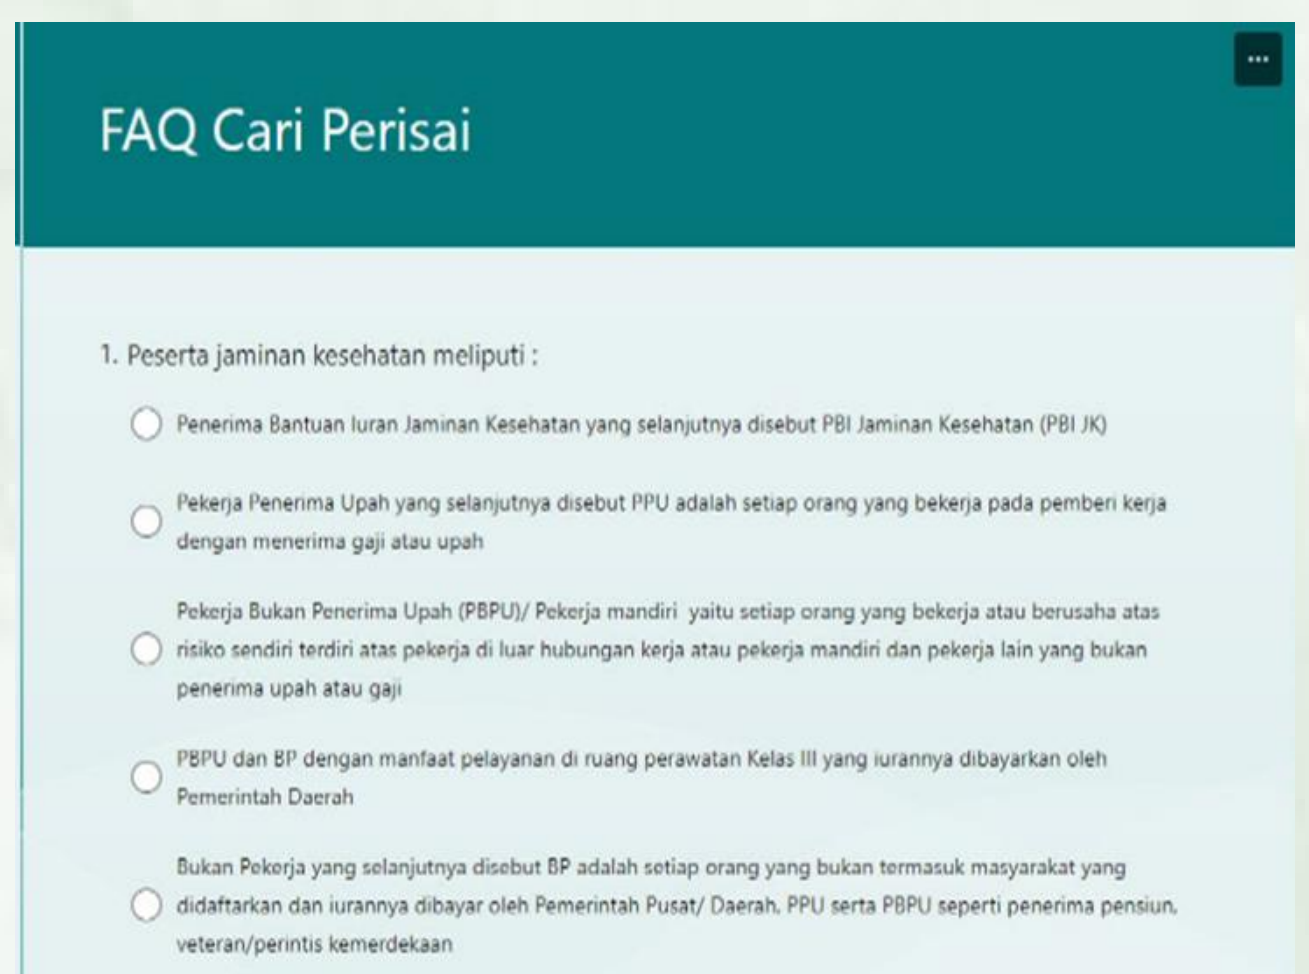 ...
FAQ Cari Perisai
1. Peserta jaminan kesehatan meliputi :
Penerima Bantuan Iuran Jaminan Kesehatan yang selanjutnya disebut PBI Jaminan Kesehatan (PBI JK)
Pekerja Penerima Upah yang selanjutnya disebut PPU adalah setiap orang yang bekerja pada pemberi kerja
dengan menerima gaji atau upah
Pekerja Bukan Penerima Upah (PBPU)/ Pekerja mandiri yaitu setiap orang yang bekerja atau berusaha atas
risiko sendiri terdiri atas pekerja di luar hubungan kerja atau pekerja mandiri dan pekerja lain yang bukan
penerima upah atau gaji
PBPU dan BP dengan manfaat pelayanan di ruang perawatan Kelas III yang iurannya dibayarkan oleh
Pemerintah Daerah
Bukan Pekerja yang selanjutnya disebut BP adalah setiap orang yang bukan termasuk masyarakat yang
didaftarkan dan iurannya dibayar oleh Pemerintah Pusat/ Daerah, PPU serta PBPU seperti penerima pensiun,
veteran/perintis kemerdekaan